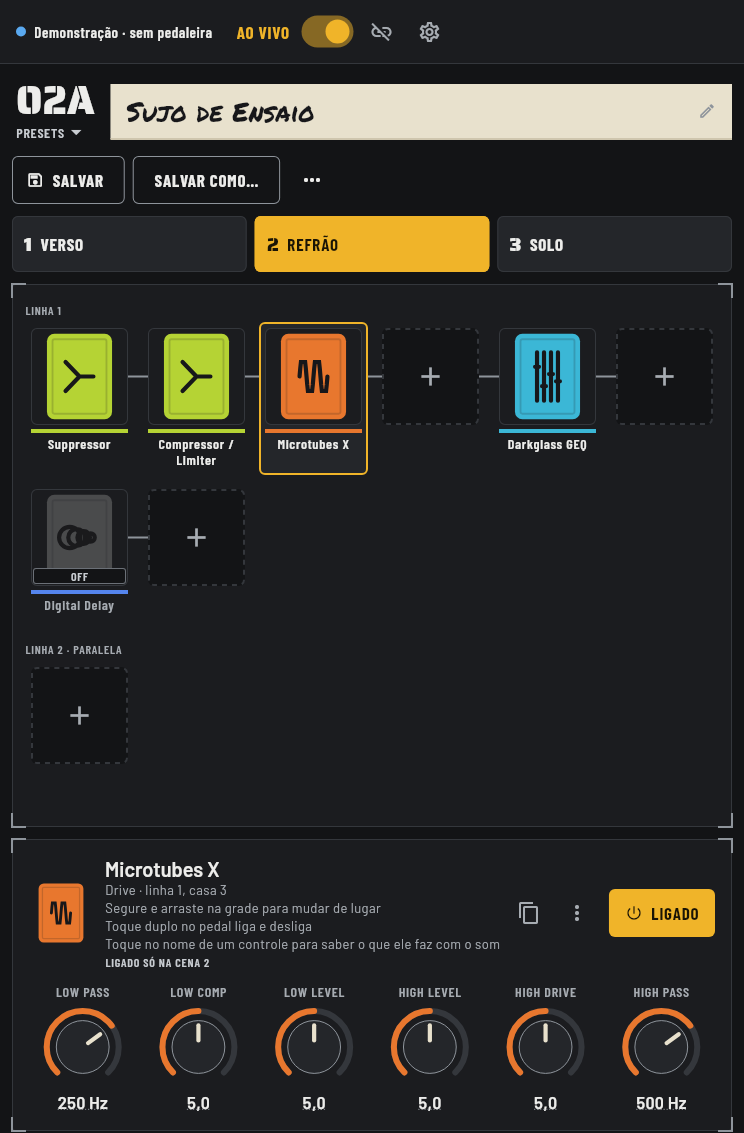 Demonstração · sem pedaleira
AO VIVO
02A
PRESETS
Sujo de Ensaio
SALVAR
SALVAR COMO...
1 VERSO
2 REFRÃO
3 SOLO
LINHA 1
Suppressor
Compressor /
Limiter
Microtubes X
Darkglass GEQ
OFF
Digital Delay
LINHA 2 · PARALELA
Microtubes X
Drive · linha 1, casa 3
Segure e arraste na grade para mudar de lugar
Toque duplo no pedal liga e desliga
Toque no nome de um controle para saber o que ele faz com o som
LIGADO SÓ NA CENA 2
LIGADO
LOW PASS
LOW COMP
LOW LEVEL
HIGH LEVEL
HIGH DRIVE
HIGH PASS
250 Hz
5,0
5,0
5,0
5,0
500 Hz